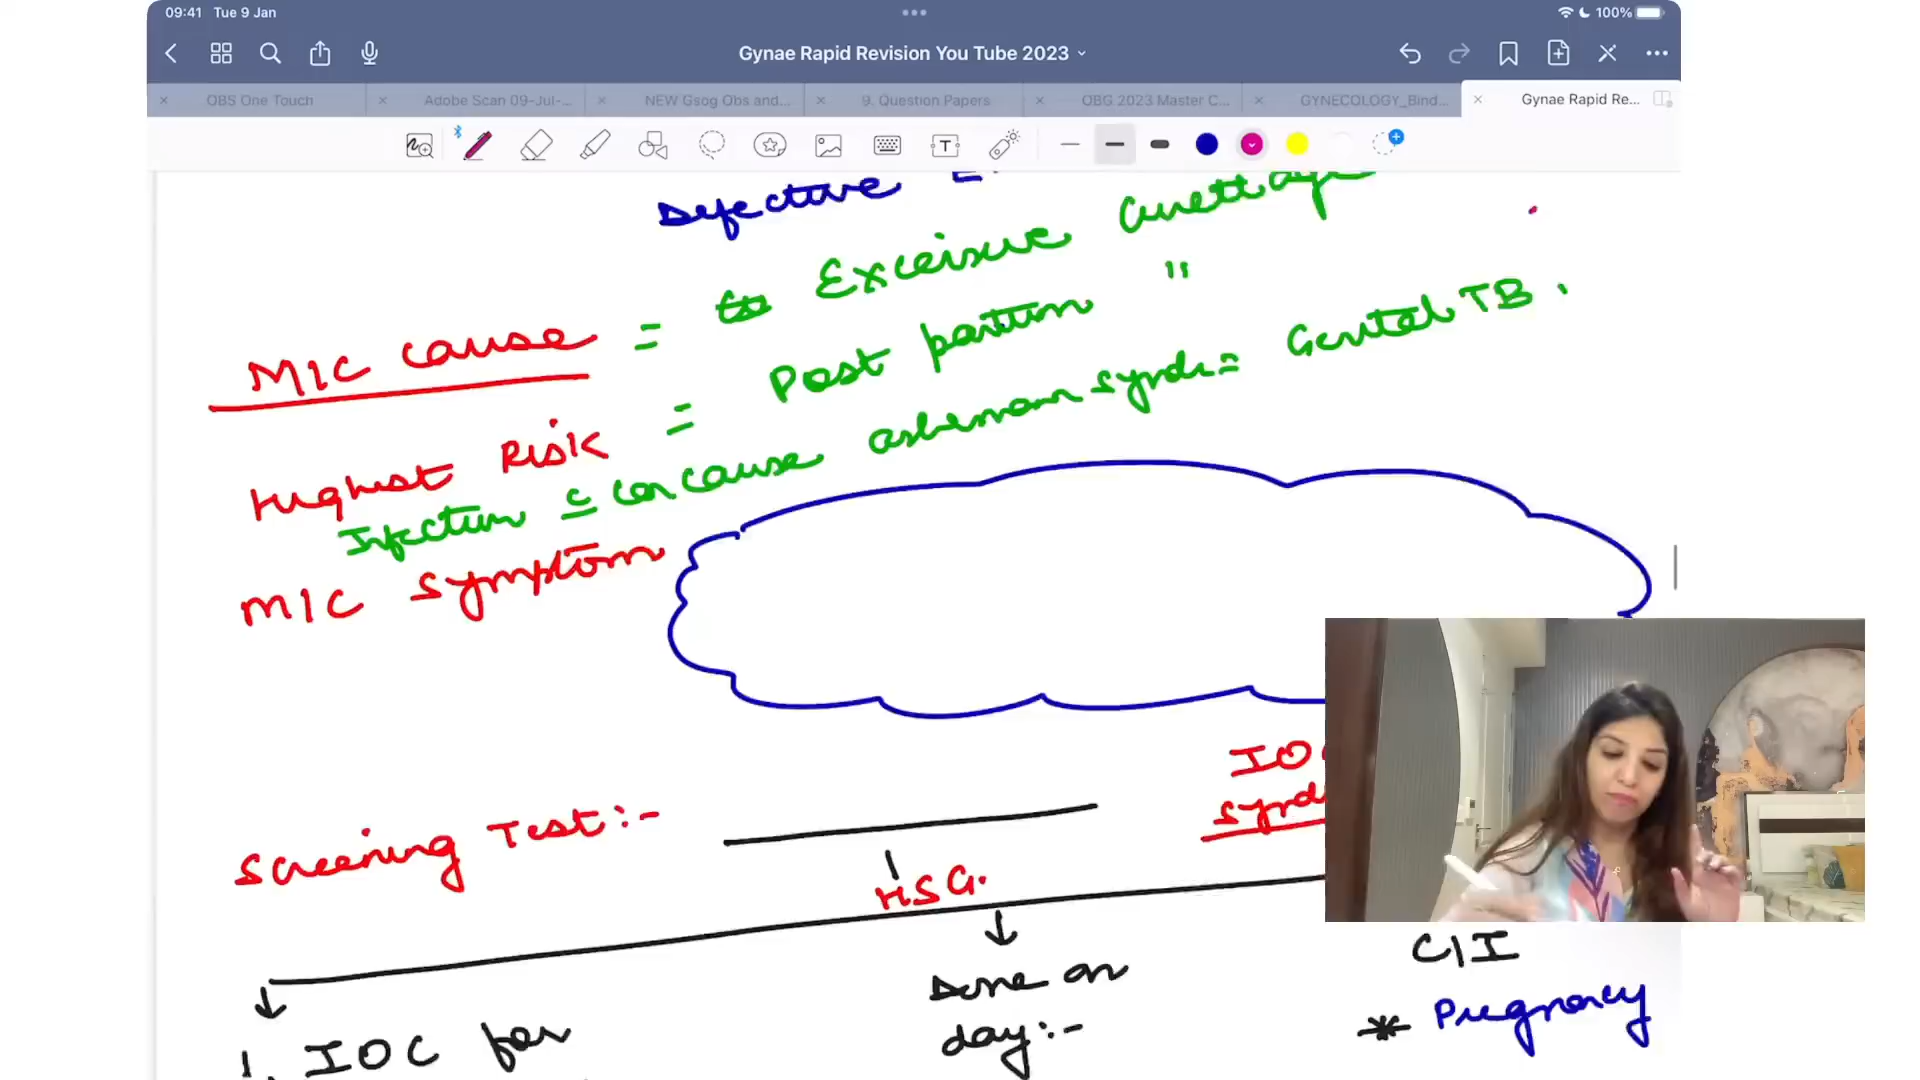 09:41 Tue 9 Jan
100%
Gynae Rapid Revision You Tube 2023
OBS One Touch
Adobe Scan 09-Jul-...
NEW Gsog Obs and...
9. Question Papers
OBG 2023 Master C...
GYNECOLOGY_Bind...
Gynae Rapid Re...
Defective
MIC cause = Excessive Curettage
Highest Risk = Post partum "
Infection c̲ can cause asherman synd = Genital TB.
MIC symptom
Screening Test:-
synd
HSG.
Done on
day:-
C/I
* Pregnancy
1. IOC for